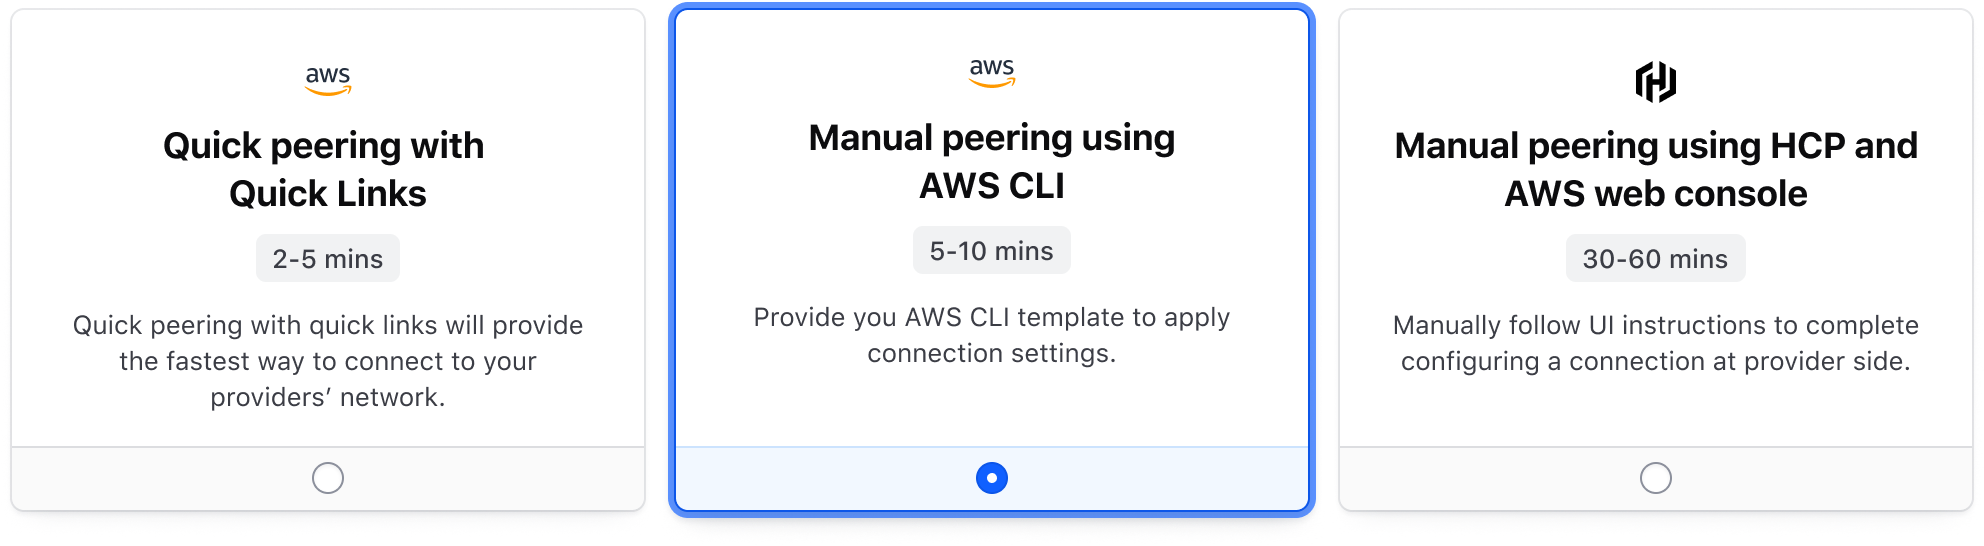 aws
Quick peering with
Quick Links
2-5 mins
Quick peering with quick links will provide
the fastest way to connect to your
providers’ network.
aws
Manual peering using
AWS CLI
5-10 mins
Provide you AWS CLI template to apply
connection settings.
Manual peering using HCP and
AWS web console
30-60 mins
Manually follow UI instructions to complete
configuring a connection at provider side.